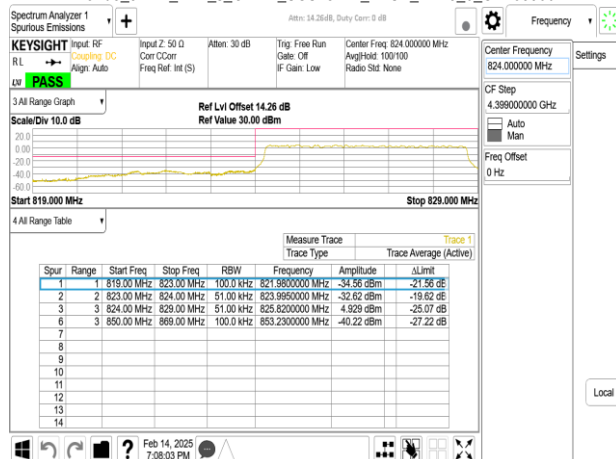 Spectrum Analyzer 1
Spurious Emissions
+
Attn: 14.26dB, Duty Corr: 0 dB
Frequency
KEYSIGHT
RL
LXI PASS
Input: RF
Coupling: DC
Align: Auto
Input Z: 50 Ω
Corr CCorr
Freq Ref: Int (S)
Atten: 30 dB
Trig: Free Run
Gate: Off
IF Gain: Low
Center Freq: 824.000000 MHz
Avg|Hold: 100/100
Radio Std: None
Center Frequency
824.000000 MHz
Settings
CF Step
4.399000000 GHz
Auto
Man
Freq Offset
0 Hz
3 All Range Graph
Scale/Div 10.0 dB
Ref Lvl Offset 14.26 dB
Ref Value 30.00 dBm
20.0
0.00
-20.0
-40.0
-60.0
Start 819.000 MHz
Stop 829.000 MHz
4 All Range Table
Measure Trace Trace 1
Trace Type Trace Average (Active)
Spur Range Start Freq Stop Freq RBW Frequency Amplitude ΔLimit
1 1 819.00 MHz 823.00 MHz 100.0 kHz 821.9800000 MHz -34.56 dBm -21.56 dB
2 2 823.00 MHz 824.00 MHz 51.00 kHz 823.9950000 MHz -32.62 dBm -19.62 dB
3 3 824.00 MHz 829.00 MHz 51.00 kHz 825.8200000 MHz 4.929 dBm -25.07 dB
6 3 850.00 MHz 869.00 MHz 100.0 kHz 853.2300000 MHz -40.22 dBm -27.22 dB
7
8
9
10
11
12
13
14
Local
?
Feb 14, 2025
7:08:03 PM